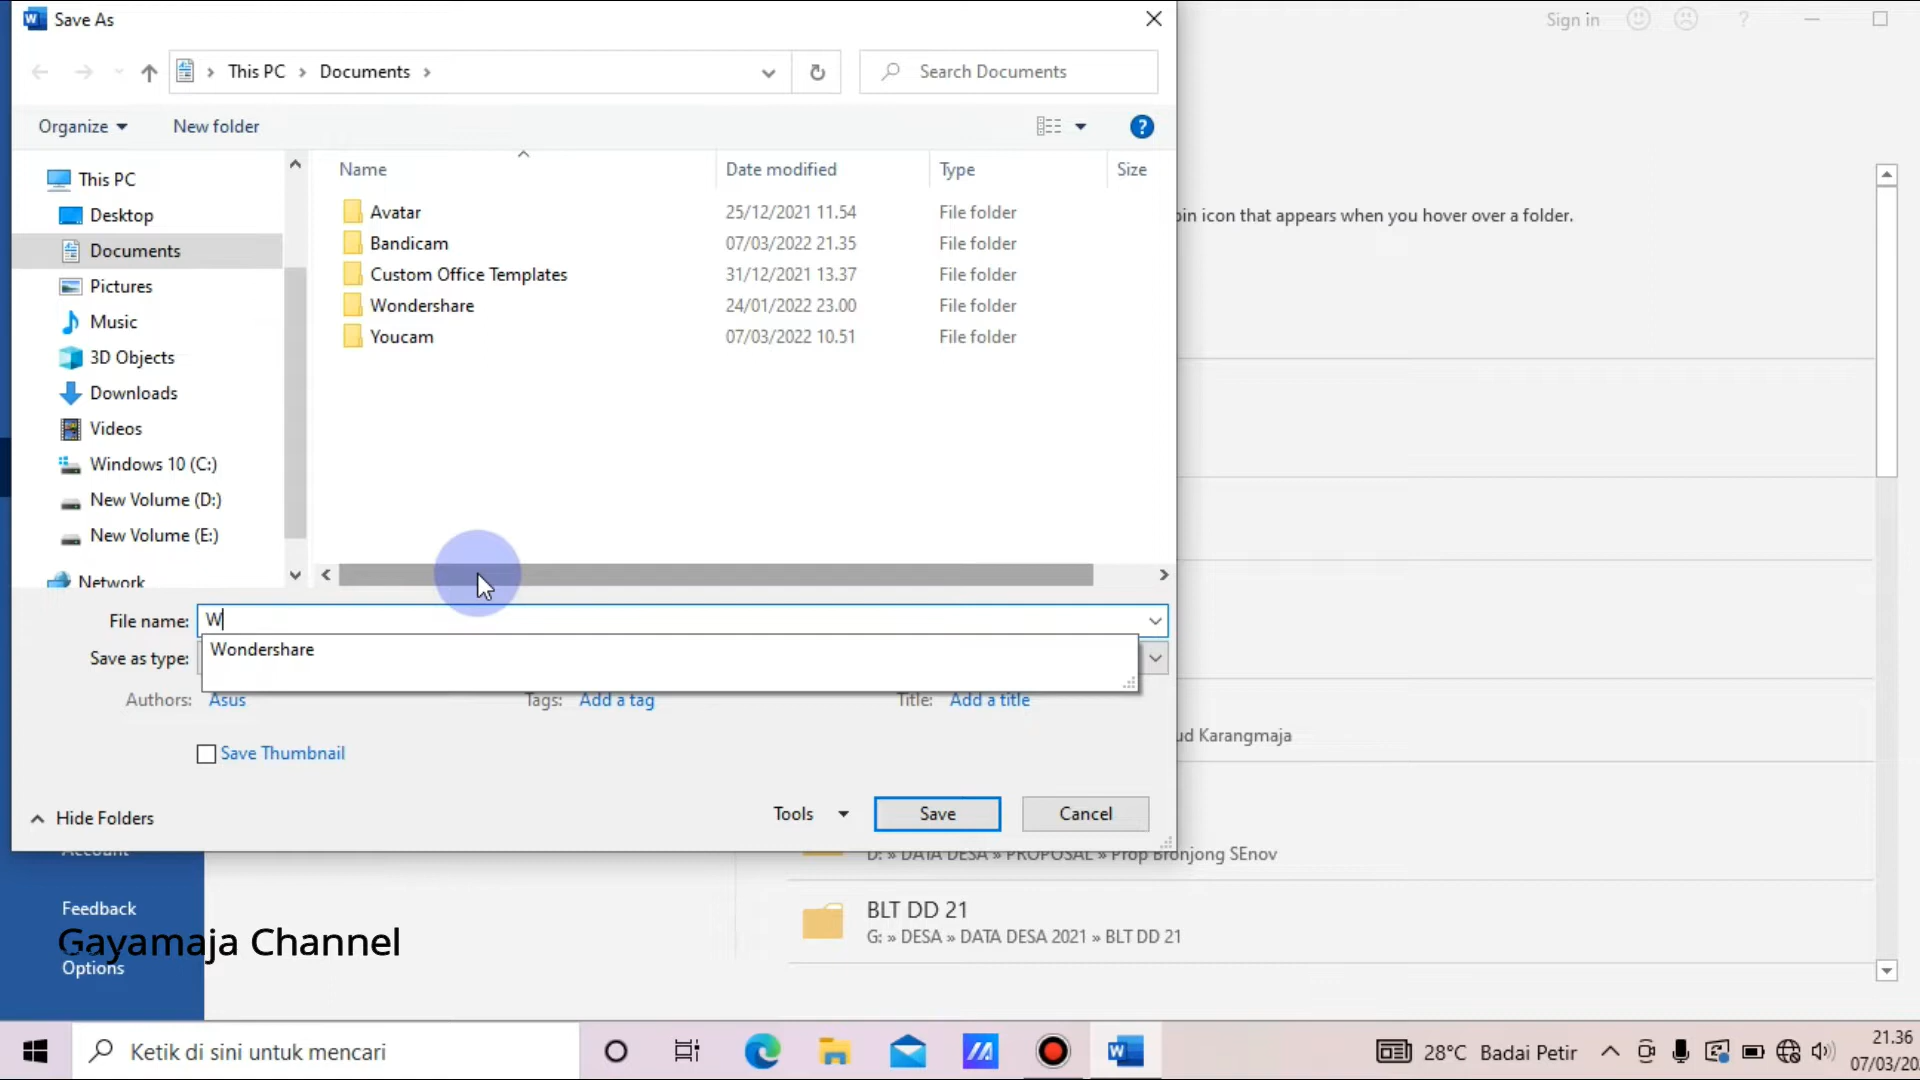 Save As
Sign in
This PC > Documents >
Search Documents
Organize
New folder
Name
Date modified
Type
Size
This PC
Desktop
Documents
Pictures
Music
3D Objects
Downloads
Videos
Windows 10 (C:)
New Volume (D:)
New Volume (E:)
Network
Avatar 25/12/2021 11.54 File folder
Bandicam 07/03/2022 21.35 File folder
Custom Office Templates 31/12/2021 13.37 File folder
Wondershare 24/01/2022 23.00 File folder
Youcam 07/03/2022 10.51 File folder
icon that appears when you hover over a folder.
File name: W
Wondershare
Save as type:
Authors: Asus
Tags: Add a tag
Title: Add a title
Karangmaja
Save Thumbnail
Hide Folders
Tools
Save
Cancel
Account
D: » DATA DESA » PROPOSAL » Prop Bronjong SEnov
BLT DD 21
G: » DESA » DATA DESA 2021 » BLT DD 21
Feedback
Gayamaja Channel
Options
Ketik di sini untuk mencari
28°C Badai Petir
21.36
07/03/20